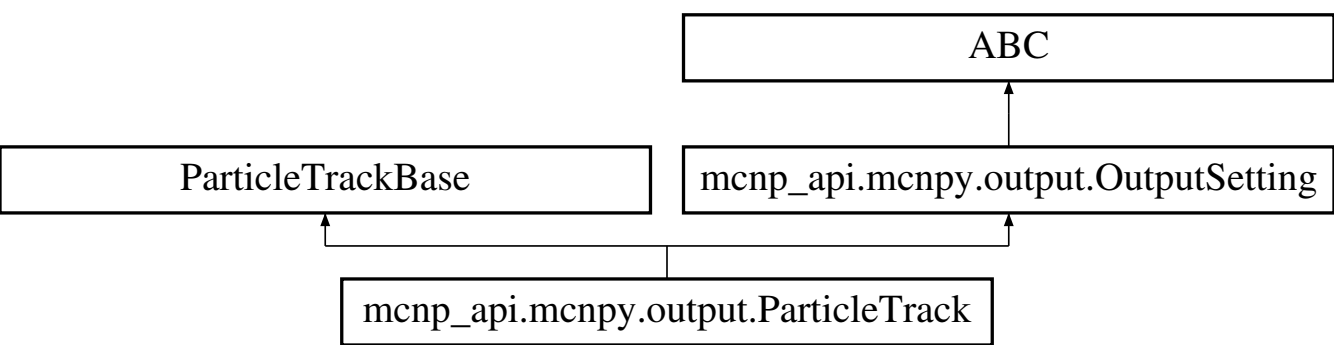 ABC
ParticleTrackBase
mcnp_api.mcnpy.output.OutputSetting
mcnp_api.mcnpy.output.ParticleTrack